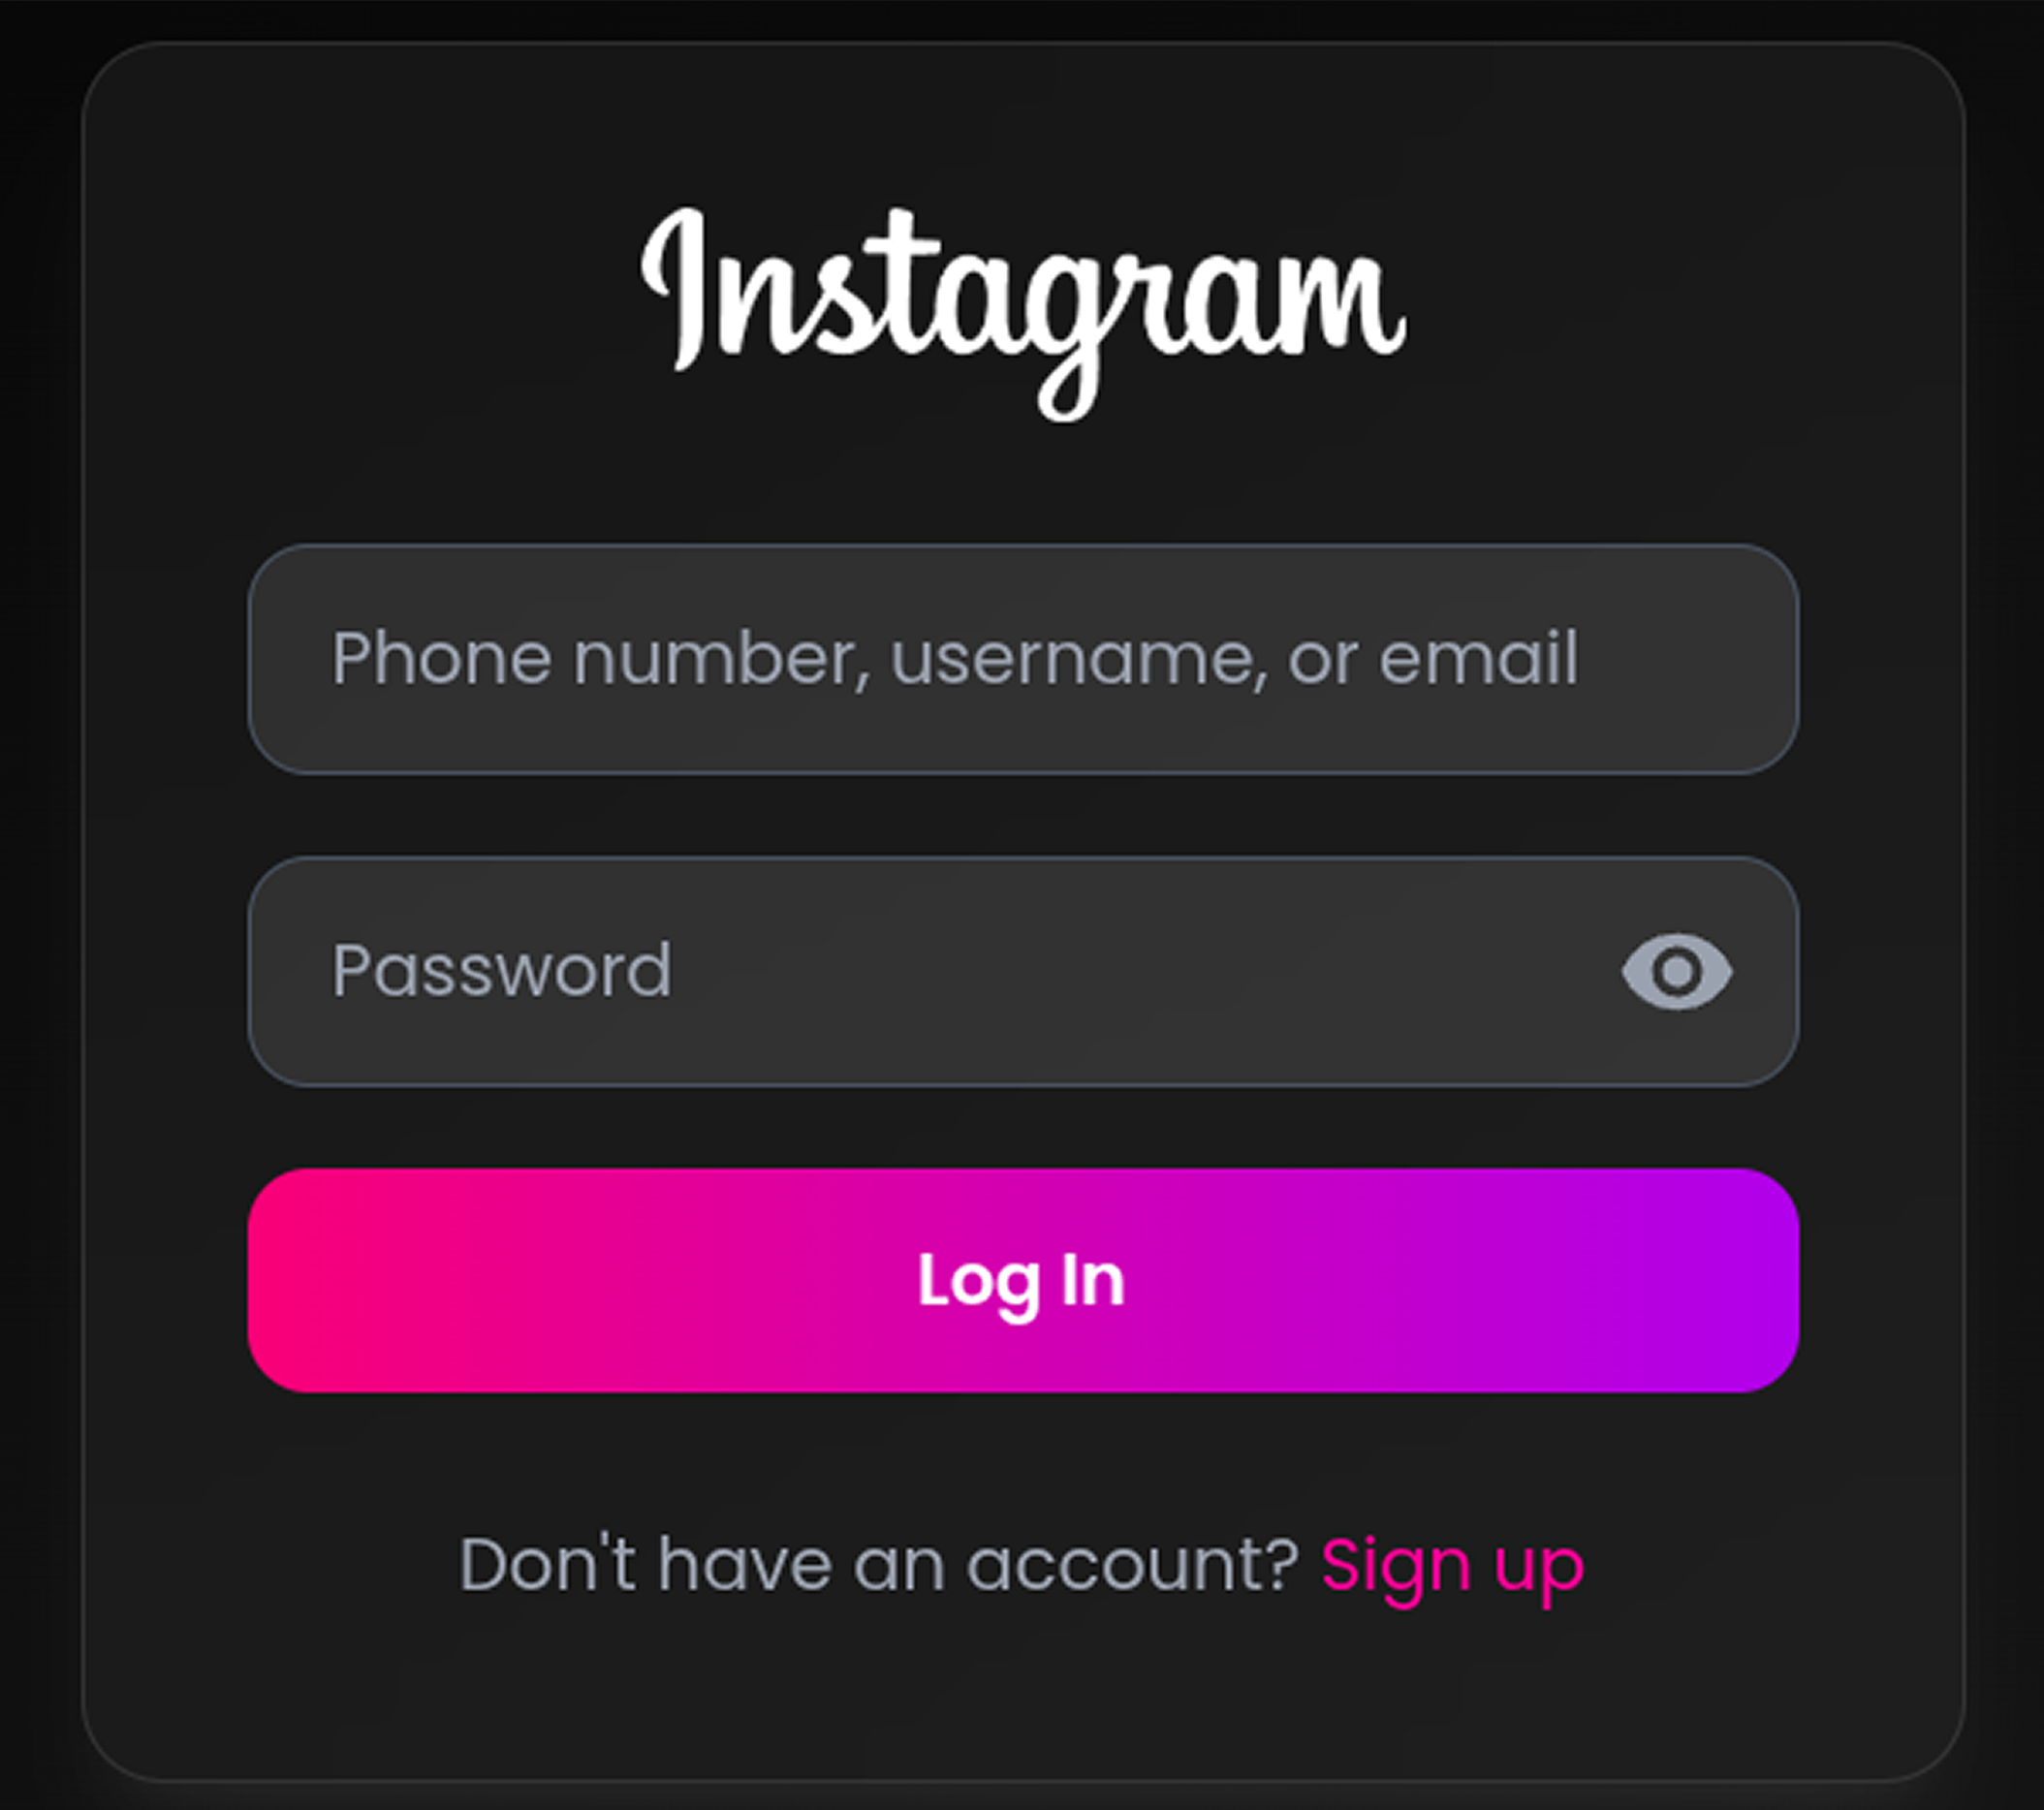 Instagram
Phone number, username, or email
Password
Log In
Don't have an account? Sign up